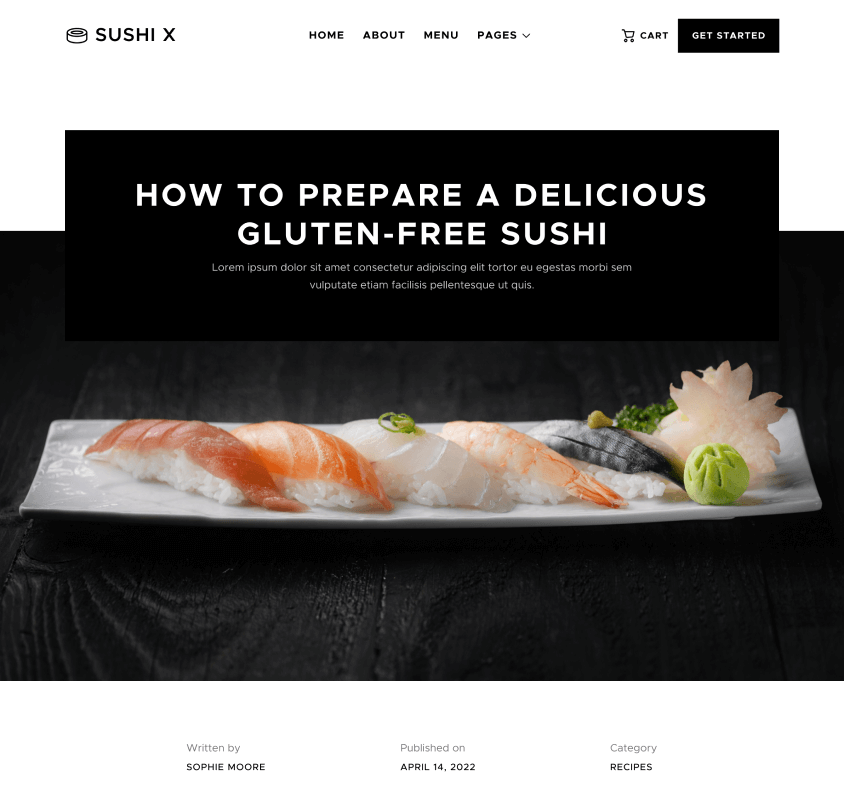 SUSHI X
HOME ABOUT MENU PAGES
CART
GET STARTED
HOW TO PREPARE A DELICIOUS
GLUTEN-FREE SUSHI
Lorem ipsum dolor sit amet consectetur adipiscing elit tortor eu egestas morbi sem
vulputate etiam facilisis pellentesque ut quis.
Written by
SOPHIE MOORE
Published on
APRIL 14, 2022
Category
RECIPES